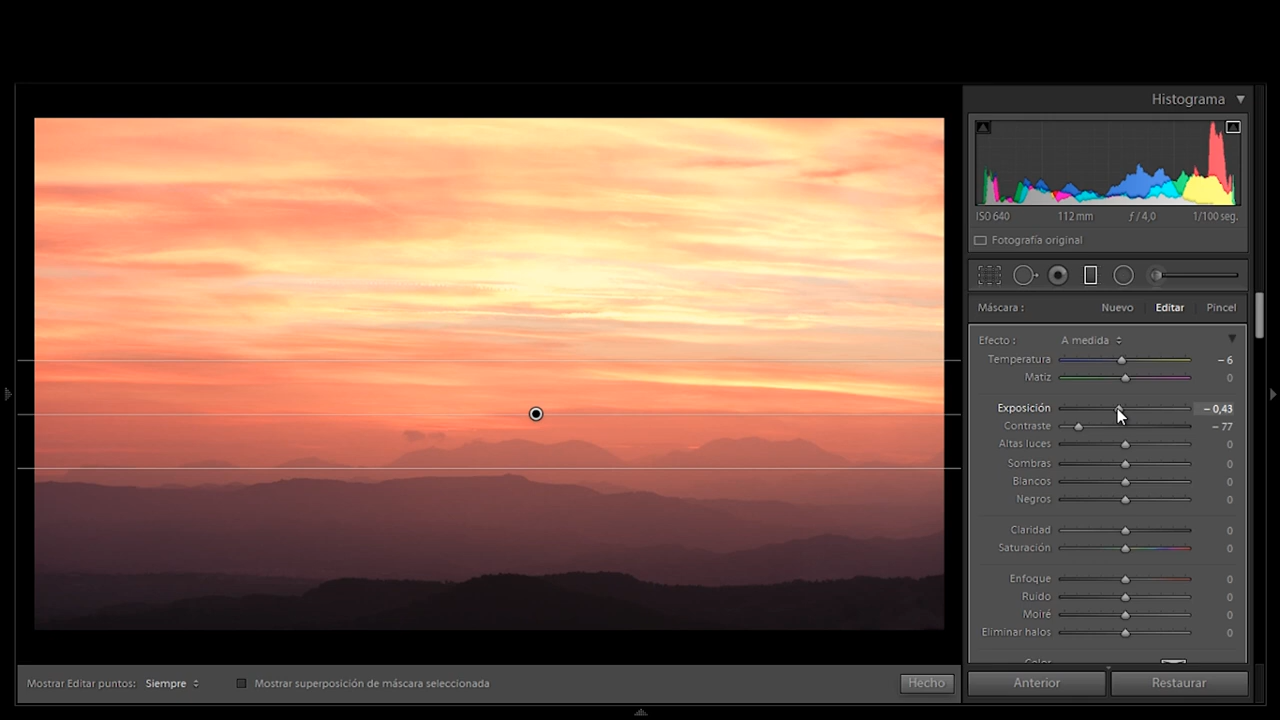 Histograma
ISO 640 112 mm ƒ / 4,0 1/100 seg.
Fotografía original
Máscara : Nuevo Editar Pincel
Efecto : A medida
Temperatura – 6
Matiz 0
Exposición – 0,43
Contraste – 77
Altas luces 0
Sombras 0
Blancos 0
Negros 0
Claridad 0
Saturación 0
Enfoque 0
Ruido 0
Moiré 0
Eliminar halos 0
Color
Mostrar Editar puntos: Siempre Mostrar superposición de máscara seleccionada Hecho Anterior Restaurar